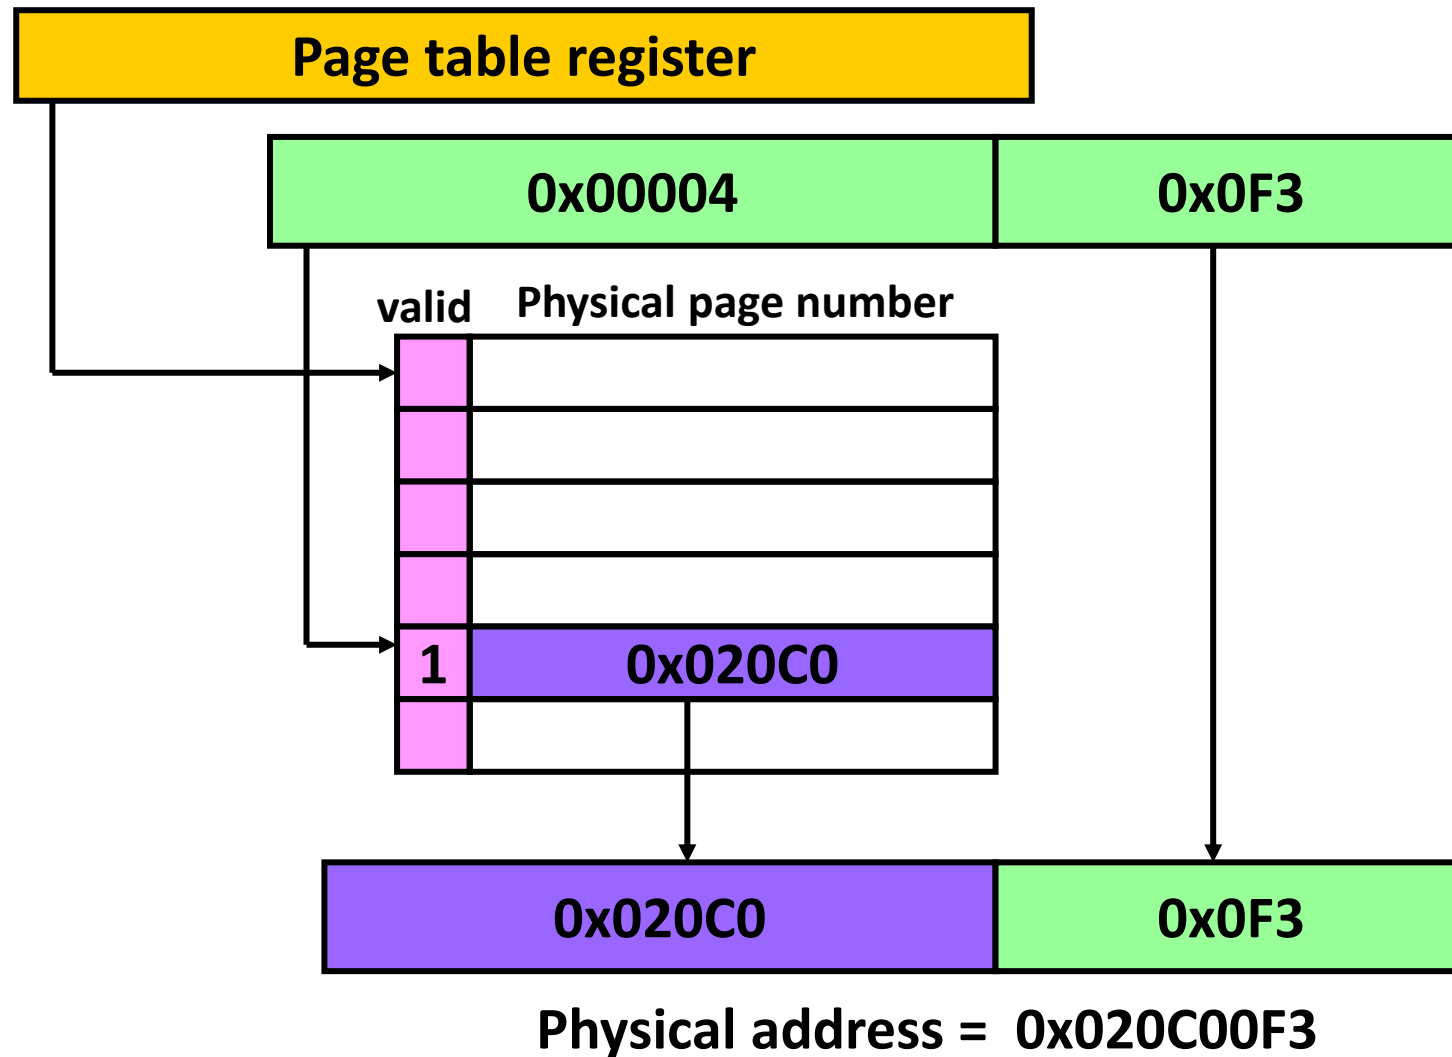 Page table register
0x00004 0x0F3
valid Physical page number
1 0x020C0
0x020C0 0x0F3
Physical address = 0x020C00F3